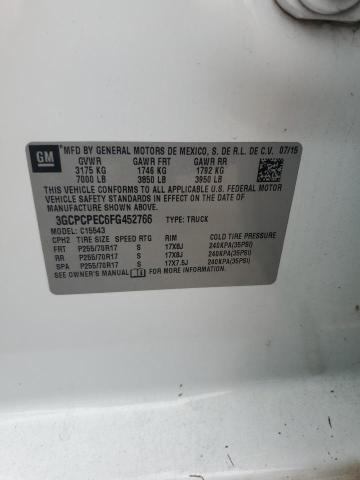 GM MFD BY GENERAL MOTORS DE MEXICO, S. DE R.L. DE C.V. 07/15
GVWR GAWR FRT GAWR RR
3175 KG 1746 KG 1792 KG
7000 LB 3850 LB 3950 LB
THIS VEHICLE CONFORMS TO ALL APPLICABLE U.S. FEDERAL MOTOR
VEHICLE SAFETY STANDARDS IN EFFECT ON THE DATE OF
MANUFACTURE SHOWN ABOVE.
3GCPCPEC6FG452766 TYPE: TRUCK
MODEL: C15543
CPH2 TIRE SIZE SPEED RTG RIM COLD TIRE PRESSURE
FRT P255/70R17 S 17X8J 240KPA(35PSI)
RR P255/70R17 S 17X8J 240KPA(35PSI)
SPA P255/70R17 S 17X7.5J 240KPA(35PSI)
SEE OWNER'S MANUAL FOR ADDITIONAL INFORMATION.